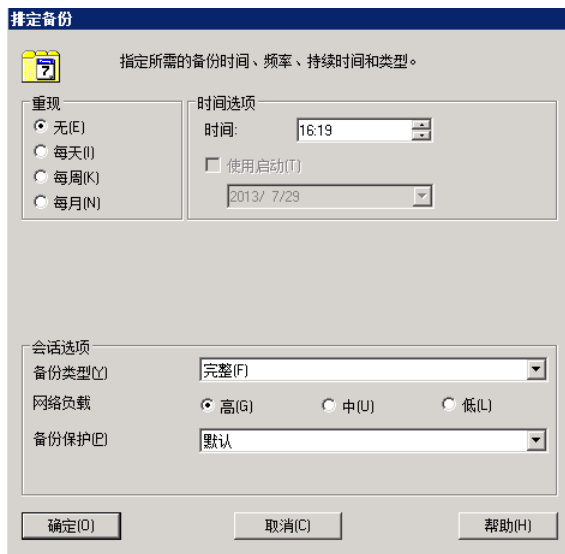 排定备份
7
指定所需的备份时间、频率、持续时间和类型。
重现
无(E)
每天(I)
每周(K)
每月(N)
时间选项
时间: 16:19
使用启动(T)
2013/ 7/29
会话选项
备份类型(Y) 完整(F)
网络负载 高(G) 中(U) 低(L)
备份保护(P) 默认
确定(O) 取消(C) 帮助(H)